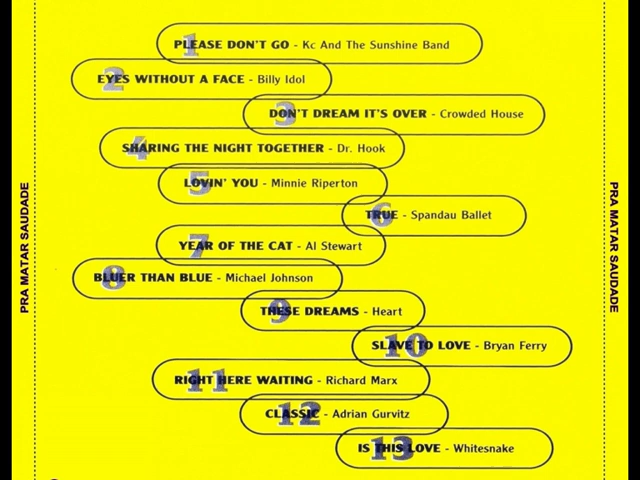 1 PLEASE DON'T GO - Kc And The Sunshine Band
2 EYES WITHOUT A FACE - Billy Idol
3 DON'T DREAM IT'S OVER - Crowded House
4 SHARING THE NIGHT TOGETHER - Dr. Hook
5 LOVIN' YOU - Minnie Riperton
6 TRUE - Spandau Ballet
7 YEAR OF THE CAT - Al Stewart
8 BLUER THAN BLUE - Michael Johnson
9 THESE DREAMS - Heart
10 SLAVE TO LOVE - Bryan Ferry
11 RIGHT HERE WAITING - Richard Marx
12 CLASSIC - Adrian Gurvitz
13 IS THIS LOVE - Whitesnake
PRA MATAR SAUDADE
PRA MATAR SAUDADE